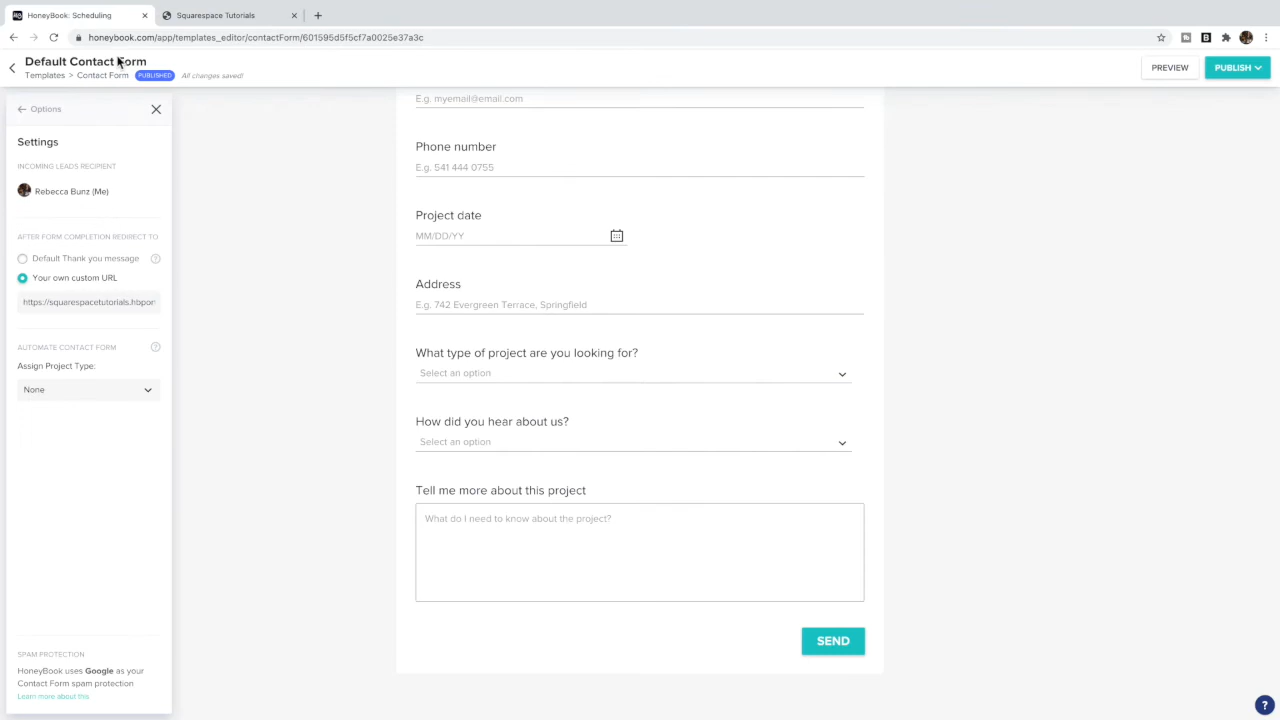 HoneyBook: Scheduling
Squarespace Tutorials
honeybook.com/app/templates_editor/contactForm/601595d5f5cf7a0025e37a3c
Default Contact Form
Templates > Contact Form PUBLISHED All changes saved!
PREVIEW
PUBLISH
Options
Settings
INCOMING LEADS RECIPIENT
Rebecca Bunz (Me)
AFTER FORM COMPLETION REDIRECT TO
Default Thank you message ?
Your own custom URL
https://squarespacetutorials.hbpor
AUTOMATE CONTACT FORM ?
Assign Project Type:
None
SPAM PROTECTION
HoneyBook uses Google as your
Contact Form spam protection
Learn more about this
E.g. myemail@email.com
Phone number
E.g. 541 444 0755
Project date
MM/DD/YY
Address
E.g. 742 Evergreen Terrace, Springfield
What type of project are you looking for?
Select an option
How did you hear about us?
Select an option
Tell me more about this project
What do I need to know about the project?
SEND
?